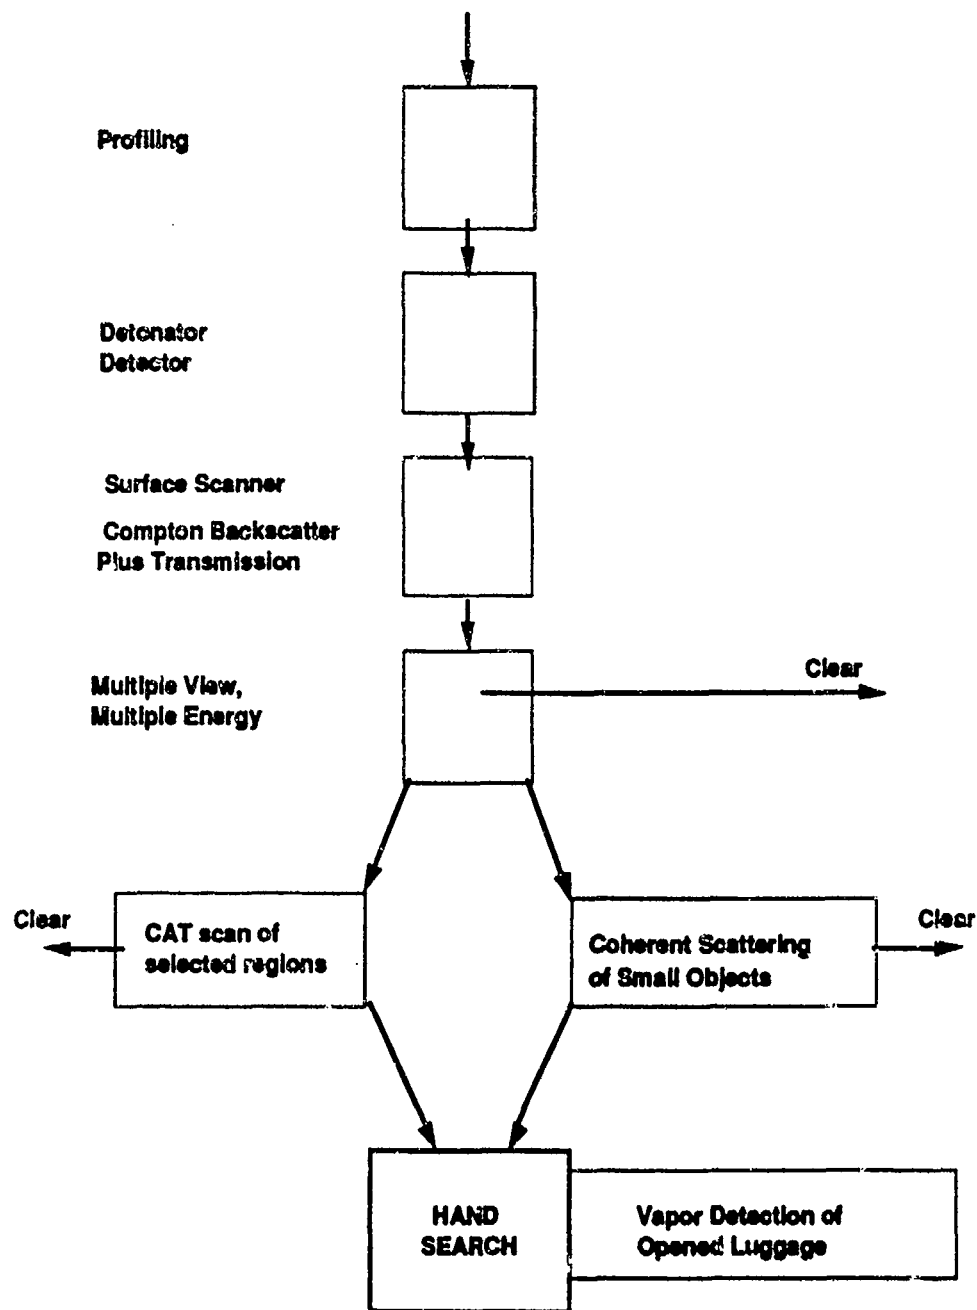 Profiling
Detonator
Detector
Surface Scanner
Compton Backscatter
Plus Transmission
Multiple View,
Multiple Energy
Clear
Clear
CAT scan of
selected regions
Coherent Scattering
of Small Objects
Clear
HAND
SEARCH
Vapor Detection of
Opened Luggage